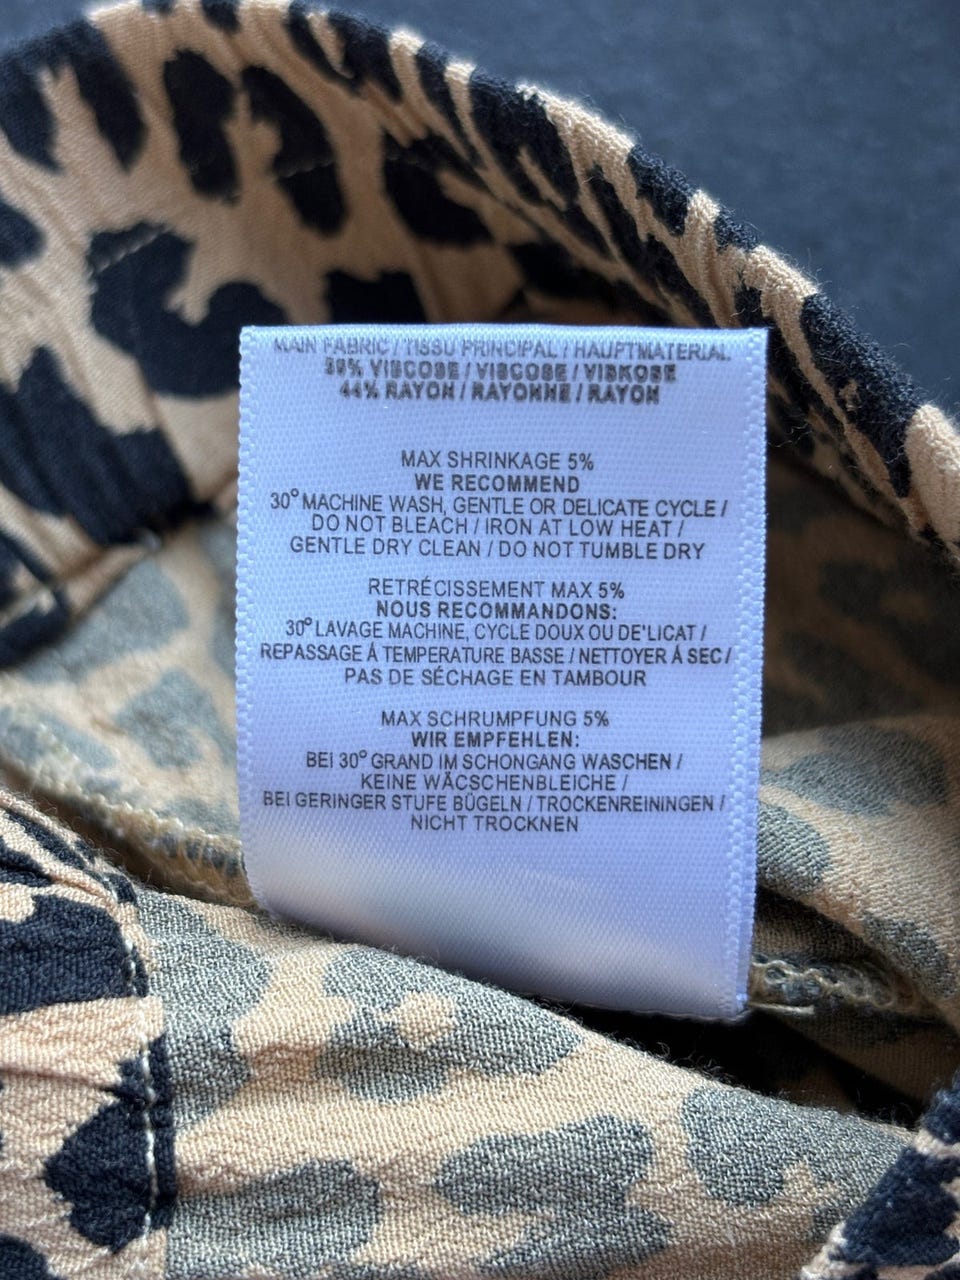 MAIN FABRIC / TISSU PRINCIPAL / HAUPTMATERIAL
VISCOSE / VISCOSE / VISKOSE
44% RAYON / RAYONNE / RAYON
MAX SHRINKAGE 5%
WE RECOMMEND
30° MACHINE WASH, GENTLE OR DELICATE CYCLE /
DO NOT BLEACH / IRON AT LOW HEAT /
GENTLE DRY CLEAN / DO NOT TUMBLE DRY
RETRÉCISSEMENT MAX 5%
NOUS RECOMMANDONS:
30° LAVAGE MACHINE, CYCLE DOUX OU DE'LICAT /
REPASSAGE Á TEMPERATURE BASSE / NETTOYER Á SEC /
PAS DE SÉCHAGE EN TAMBOUR
MAX SCHRUMPFUNG 5%
WIR EMPFEHLEN:
BEI 30° GRAND IM SCHONGANG WASCHEN /
KEINE WÄCSCHENBLEICHE /
BEI GERINGER STUFE BÜGELN / TROCKENREININGEN /
NICHT TROCKNEN